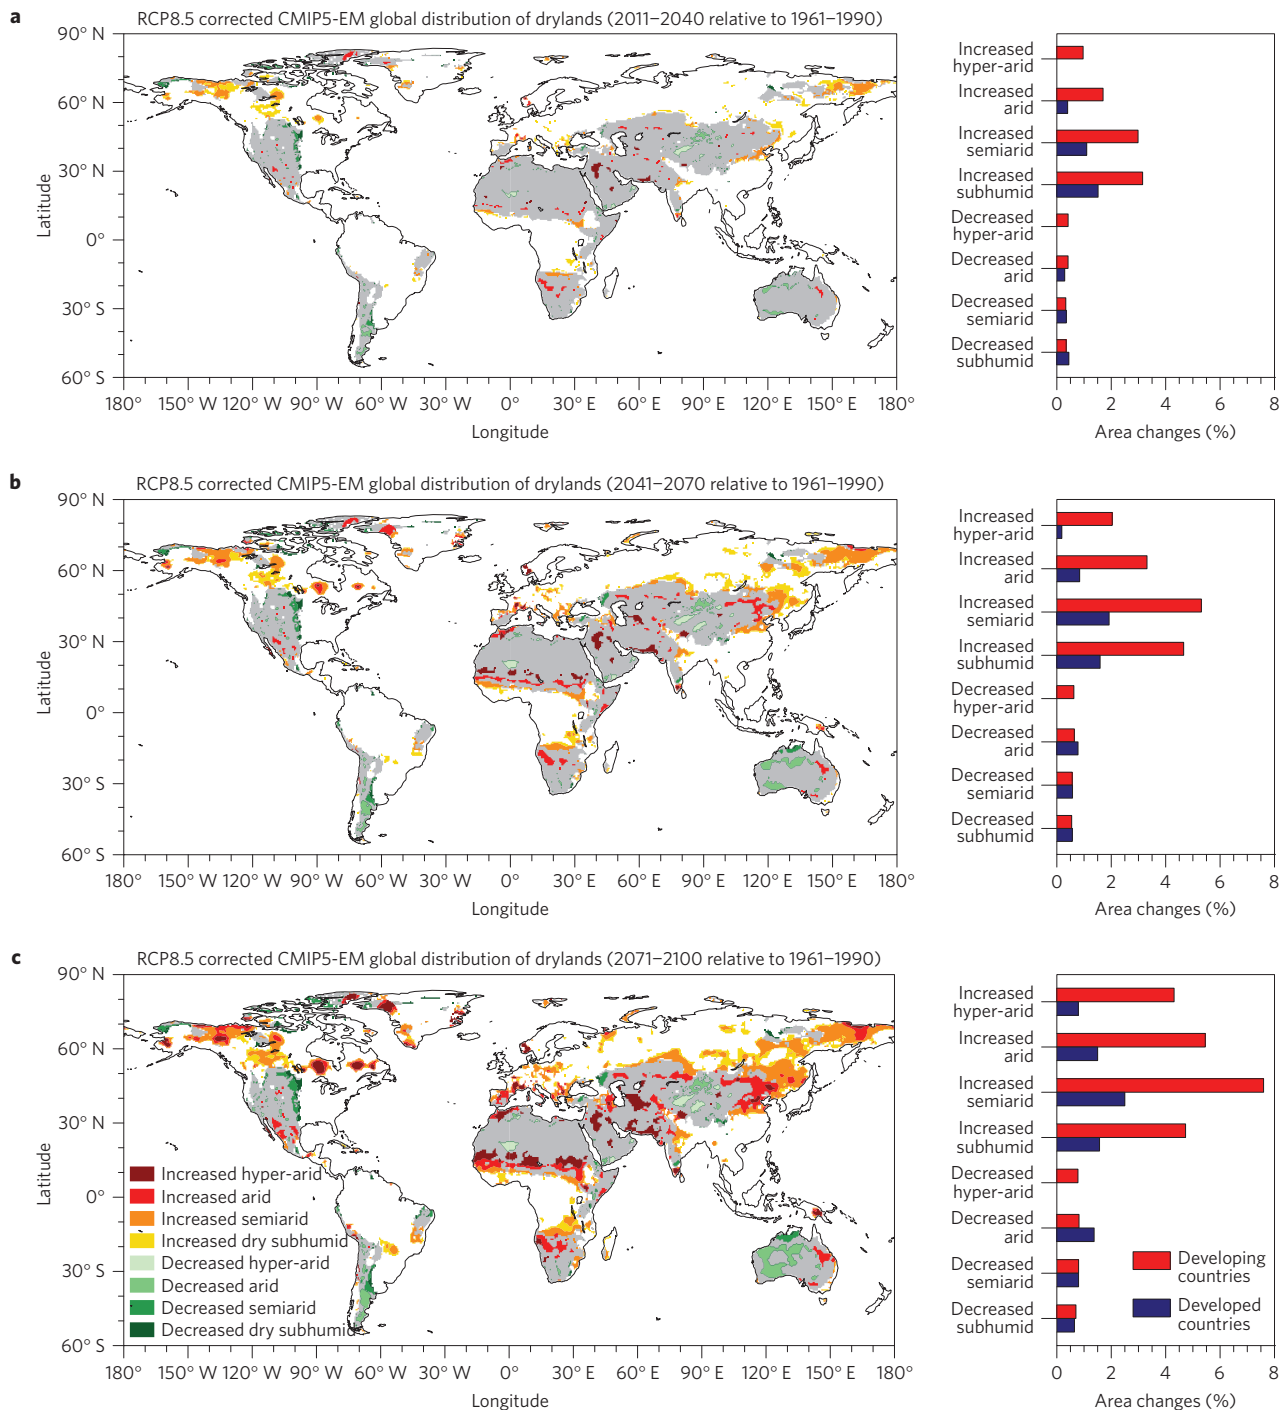 a
RCP8.5 corrected CMIP5-EM global distribution of drylands (2011–2040 relative to 1961–1990)
90° N
60° N
30° N
0°
30° S
60° S
Latitude
180° 150° W 120° W 90° W 60° W 30° W 0° 30° E 60° E 90° E 120° E 150° E 180°
Longitude
Increased
hyper-arid
Increased
arid
Increased
semiarid
Increased
subhumid
Decreased
hyper-arid
Decreased
arid
Decreased
semiarid
Decreased
subhumid
0 2 4 6 8
Area changes (%)
b
RCP8.5 corrected CMIP5-EM global distribution of drylands (2041–2070 relative to 1961–1990)
90° N
60° N
30° N
0°
30° S
60° S
Latitude
180° 150° W 120° W 90° W 60° W 30° W 0° 30° E 60° E 90° E 120° E 150° E 180°
Longitude
Increased
hyper-arid
Increased
arid
Increased
semiarid
Increased
subhumid
Decreased
hyper-arid
Decreased
arid
Decreased
semiarid
Decreased
subhumid
0 2 4 6 8
Area changes (%)
c
RCP8.5 corrected CMIP5-EM global distribution of drylands (2071–2100 relative to 1961–1990)
90° N
60° N
30° N
0°
30° S
60° S
Latitude
Increased hyper-arid
Increased arid
Increased semiarid
Increased dry subhumid
Decreased hyper-arid
Decreased arid
Decreased semiarid
Decreased dry subhumid
180° 150° W 120° W 90° W 60° W 30° W 0° 30° E 60° E 90° E 120° E 150° E 180°
Longitude
Increased
hyper-arid
Increased
arid
Increased
semiarid
Increased
subhumid
Decreased
hyper-arid
Decreased
arid
Decreased
semiarid
Decreased
subhumid
Developing
countries
Developed
countries
0 2 4 6 8
Area changes (%)